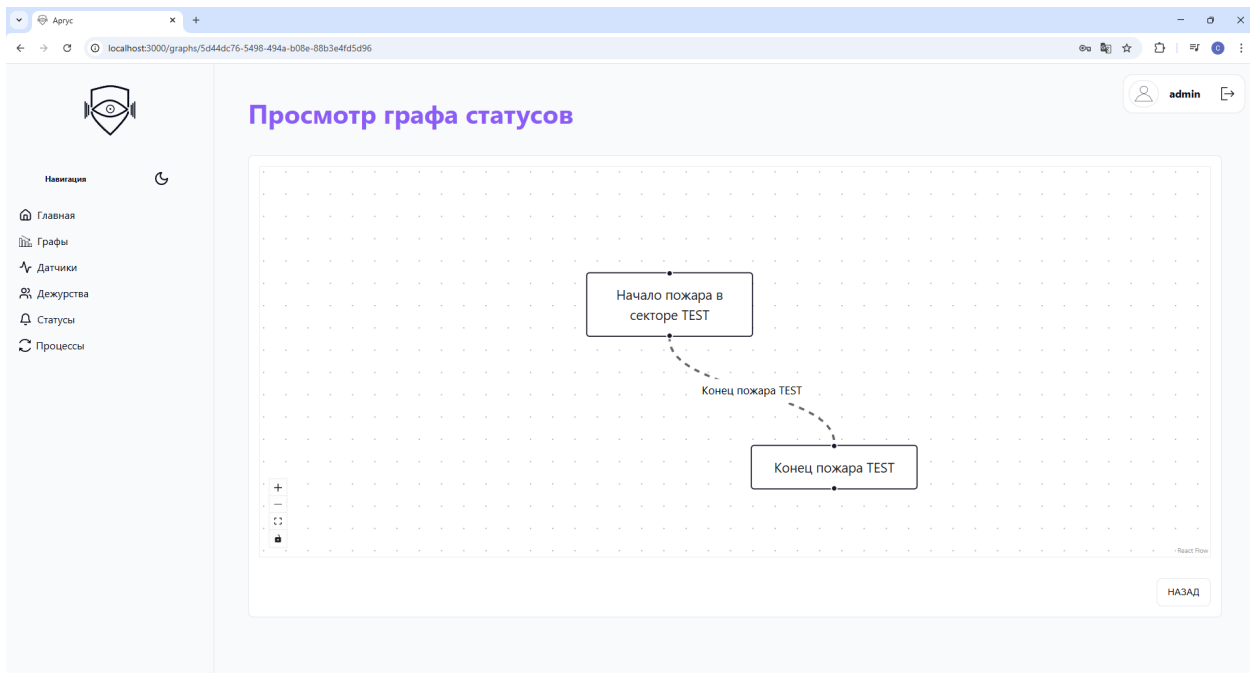 Аргус
localhost:3000/graphs/5d44dc76-5498-494a-b08e-88b3e4fd5d96
C
admin
Просмотр графа статусов
Навигация
Главная
Графы
Датчики
Дежурства
Статусы
Процессы
Начало пожара в
секторе TEST
Конец пожара TEST
Конец пожара TEST
React Flow
НАЗАД